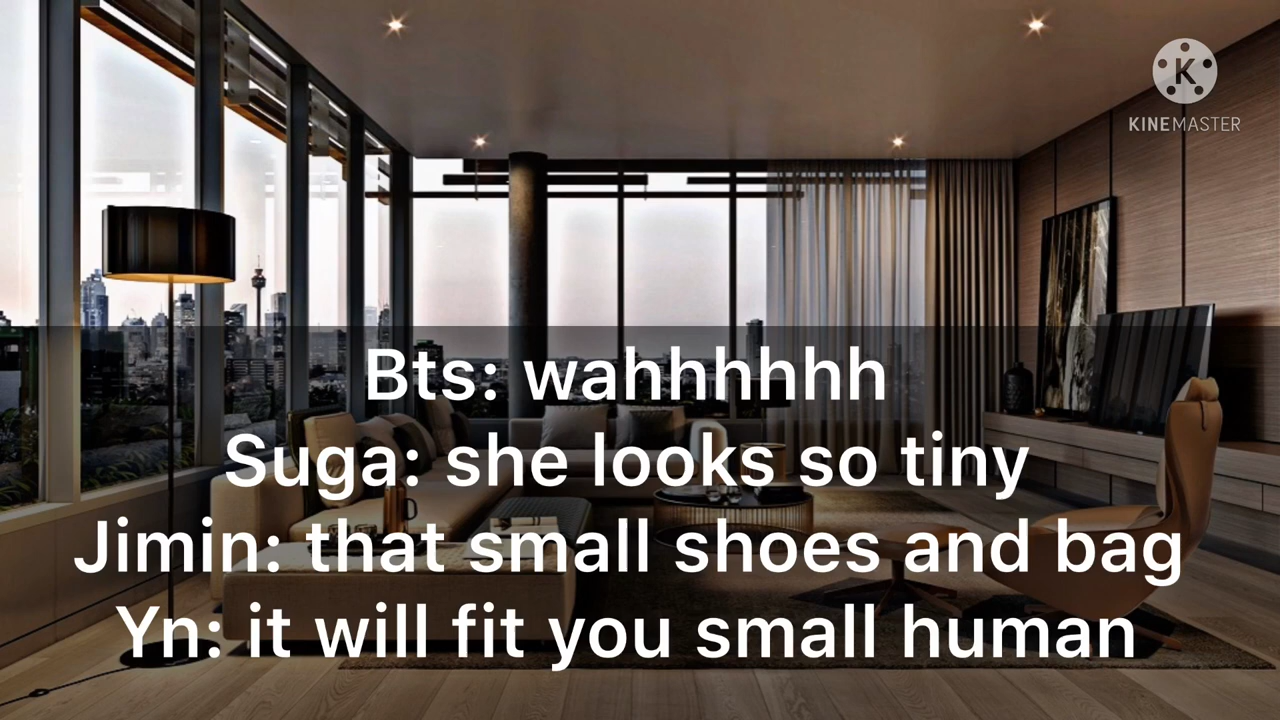 K
KINEMASTER
Bts: wahhhhhh
Suga: she looks so tiny
Jimin: that small shoes and bag
Yn: it will fit you small human